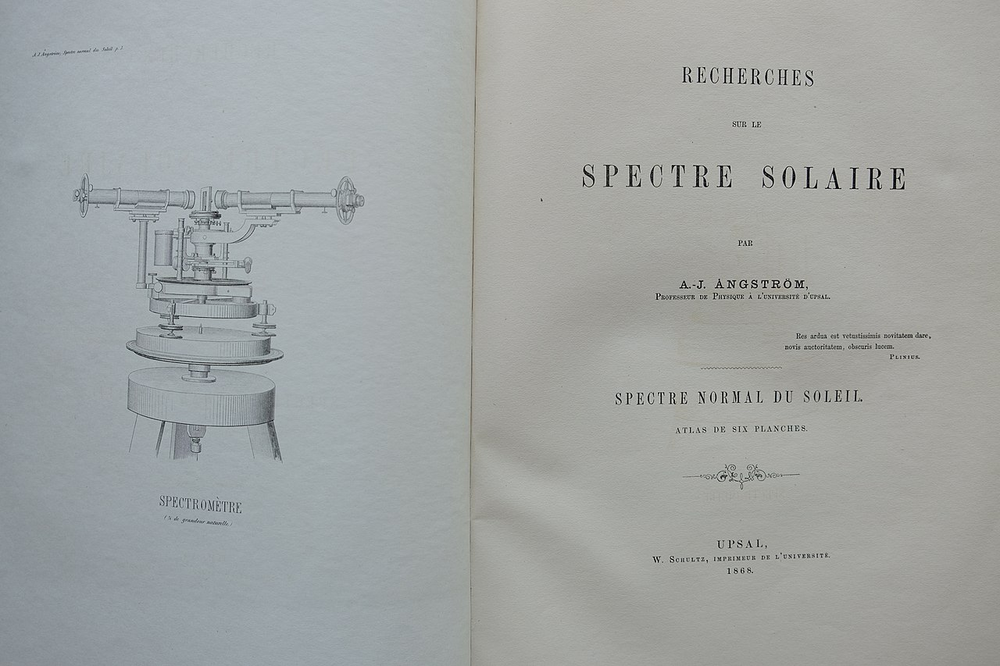 A. J. Ångström, Spectre normal du Soleil p. 1.
SPECTROMÈTRE
de grandeur naturelle.)
RECHERCHES
SUR LE
SPECTRE SOLAIRE
PAR
A.-J. ÅNGSTRÖM,
PROFESSEUR DE PHYSIQUE À L'UNIVERSITÉ D'UPSAL.
Res ardua est vetustissimis novitatem dare,
novis auctoritatem, obscuris lucem.
PLINIUS.
SPECTRE NORMAL DU SOLEIL.
ATLAS DE SIX PLANCHES.
UPSAL,
W. SCHULTZ, IMPRIMEUR DE L'UNIVERSITÉ.
1868.